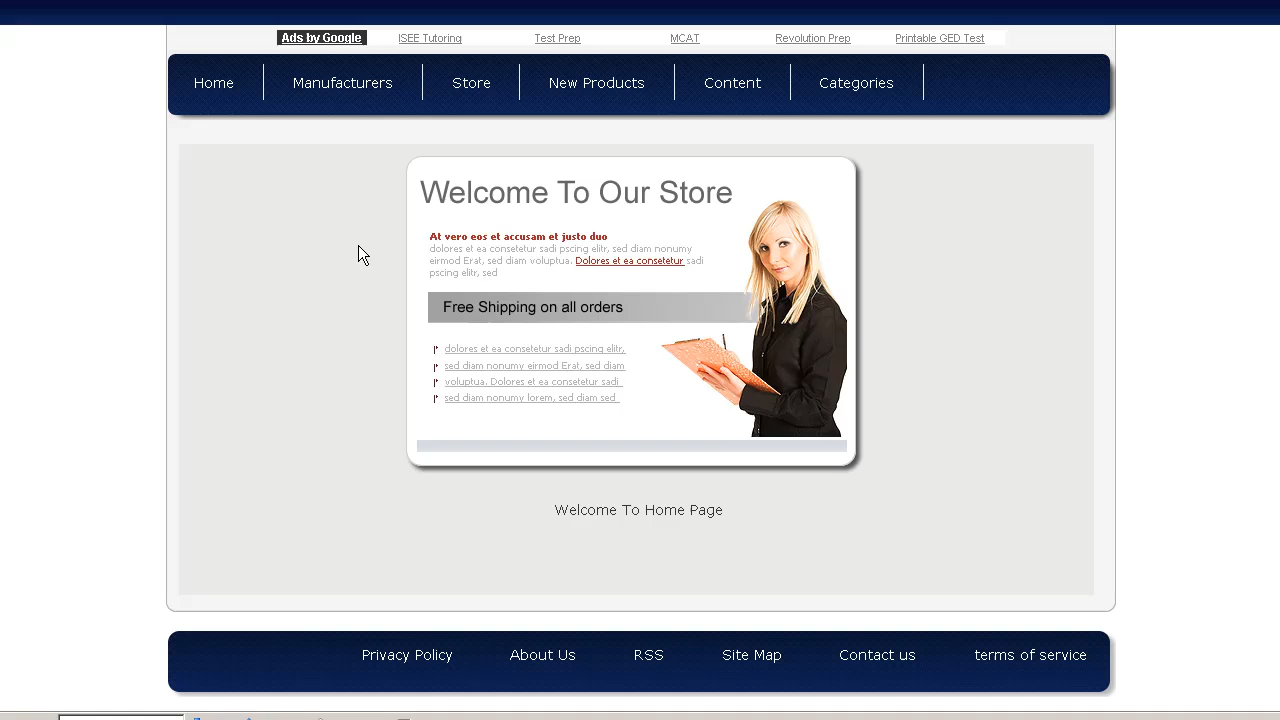 Ads by Google ISEE Tutoring Test Prep MCAT Revolution Prep Printable GED Test
Home Manufacturers Store New Products Content Categories
Welcome To Our Store
At vero eos et accusam et justo duo
dolores et ea consetetur sadi pscing elitr, sed diam nonumy
eirmod Erat, sed diam voluptua. Dolores et ea consetetur sadi
pscing elitr, sed
Free Shipping on all orders
dolores et ea consetetur sadi pscing elitr,
sed diam nonumy eirmod Erat, sed diam
voluptua. Dolores et ea consetetur sadi
sed diam nonumy lorem, sed diam sed
Welcome To Home Page
Privacy Policy About Us RSS Site Map Contact us terms of service